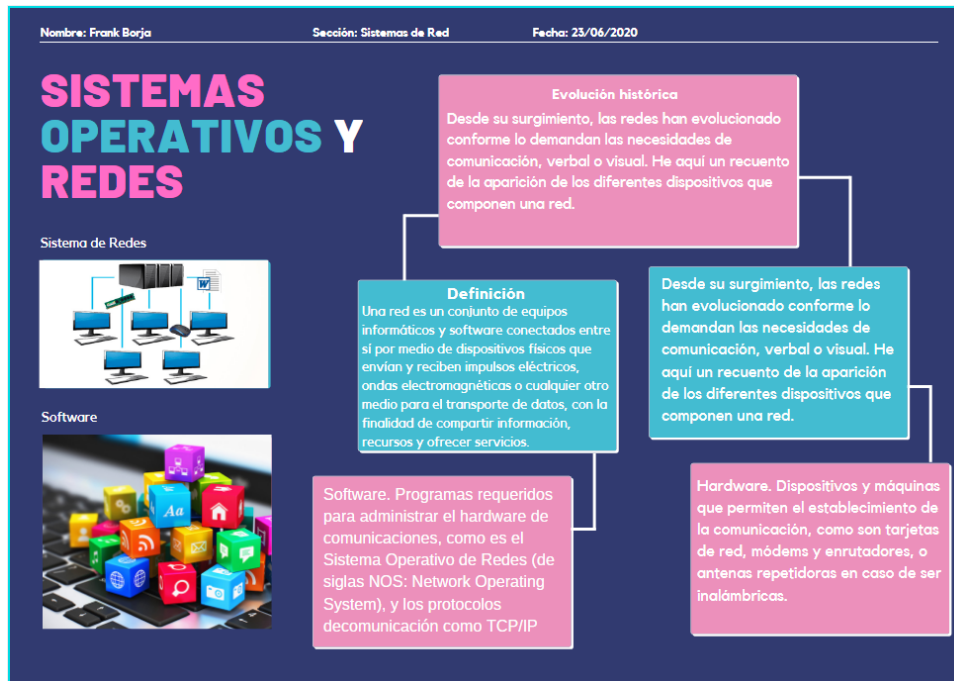 Nombre: Frank Borja
Sección: Sistemas de Red
Fecha: 23/06/2020
SISTEMAS
OPERATIVOS Y
REDES
Evolución histórica
Desde su surgimiento, las redes han evolucionado
conforme lo demandan las necesidades de
comunicación, verbal o visual. He aquí un recuento
de la aparición de los diferentes dispositivos que
componen una red.
Sistema de Redes
W
Definición
Una red es un conjunto de equipos
informáticos y software conectados entre
sí por medio de dispositivos físicos que
envían y reciben impulsos eléctricos,
ondas electromagnéticas o cualquier otro
medio para el transporte de datos, con la
finalidad de compartir información,
recursos y ofrecer servicios.
Desde su surgimiento, las redes
han evolucionado conforme lo
demandan las necesidades de
comunicación, verbal o visual. He
aquí un recuento de la aparición
de los diferentes dispositivos que
componen una red.
Software
Aa
Software. Programas requeridos
para administrar el hardware de
comunicaciones, como es el
Sistema Operativo de Redes (de
siglas NOS: Network Operating
System), y los protocolos
decomunicación como TCP/IP
Hardware. Dispositivos y máquinas
que permiten el establecimiento de
la comunicación, como son tarjetas
de red, módems y enrutadores, o
antenas repetidoras en caso de ser
inalámbricas.